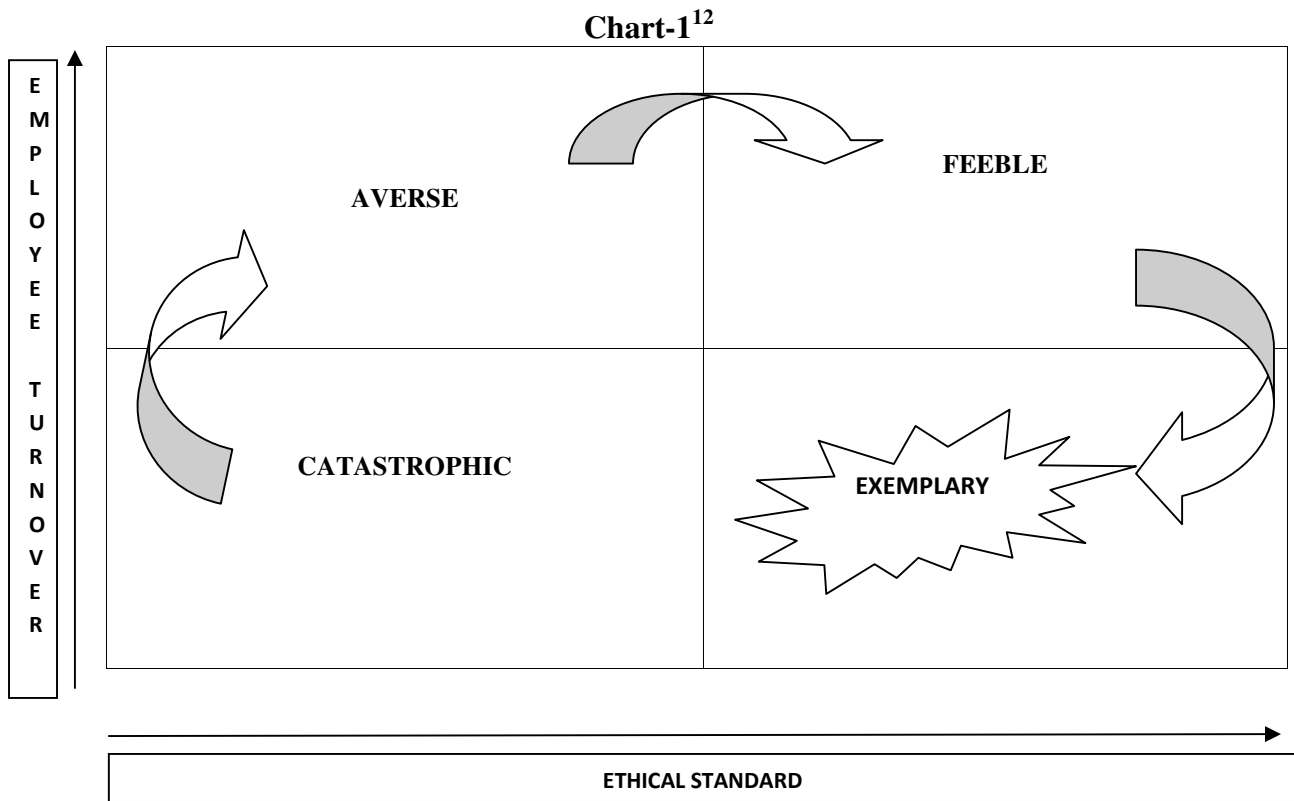 Chart-1¹²
EMPLOYEE TURNOVER
AVERSE
FEEBLE
CATASTROPHIC
EXEMPLARY
ETHICAL STANDARD